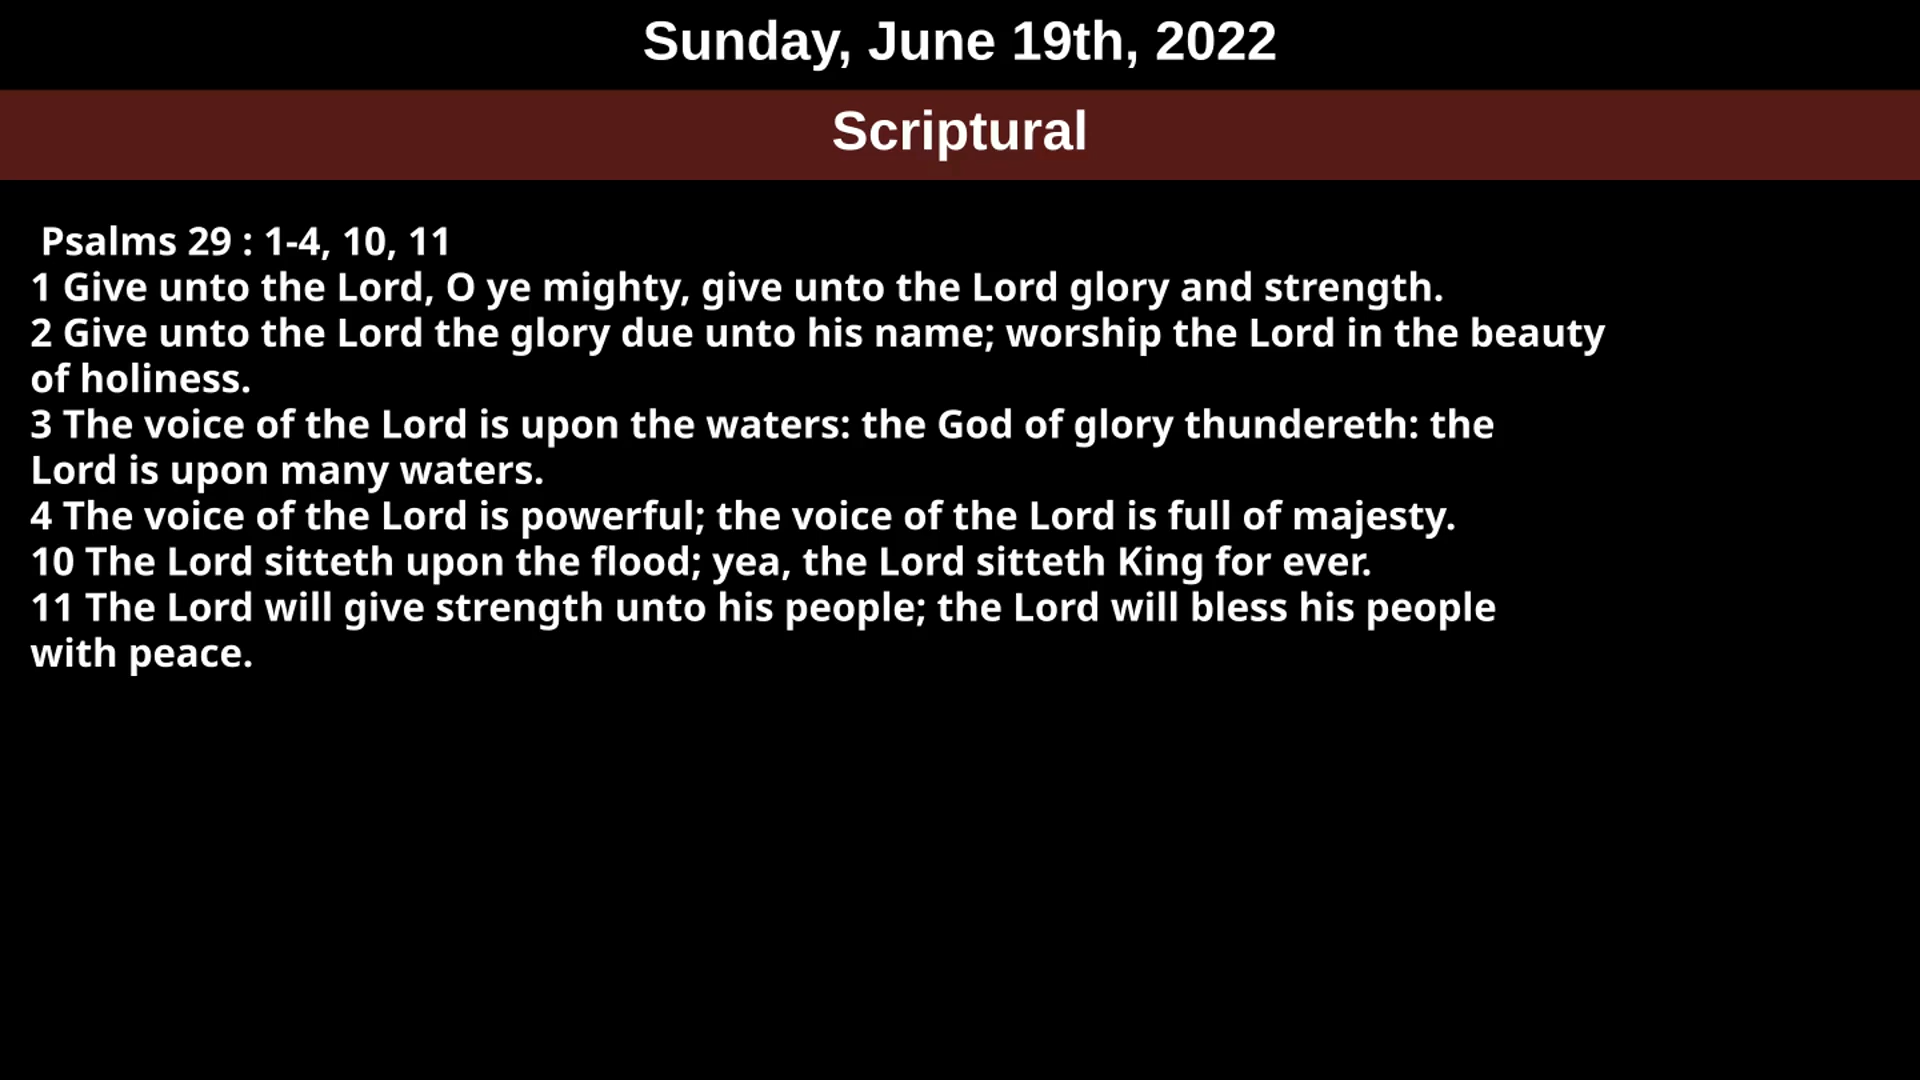 Sunday, June 19th, 2022
Scriptural
Psalms 29 : 1-4, 10, 11
1 Give unto the Lord, O ye mighty, give unto the Lord glory and strength.
2 Give unto the Lord the glory due unto his name; worship the Lord in the beauty
of holiness.
3 The voice of the Lord is upon the waters: the God of glory thundereth: the
Lord is upon many waters.
4 The voice of the Lord is powerful; the voice of the Lord is full of majesty.
10 The Lord sitteth upon the flood; yea, the Lord sitteth King for ever.
11 The Lord will give strength unto his people; the Lord will bless his people
with peace.